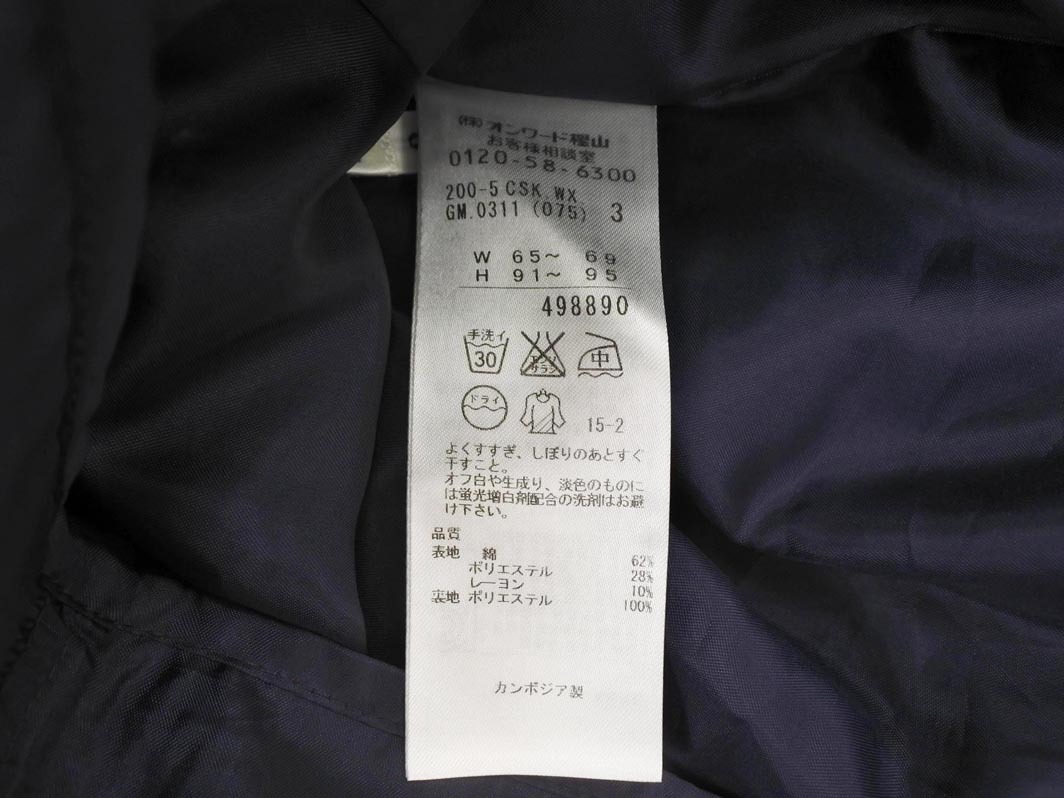 ㈱オンワード樫山
お客様相談室
0120-58-6300
200-5 CSK WX
GM.0311 (075) 3
W 65～ 69
H 91～ 95
498890
手洗イ
30
エンソ
サラシ
中
ドライ
15-2
よくすすぎ、しぼりのあとすぐ
干すこと。
オフ白や生成り、淡色のものに
は蛍光増白剤配合の洗剤はお避
け下さい。
品質
表地 綿 62%
ポリエステル 28%
レーヨン 10%
裏地 ポリエステル 100%
カンボジア製